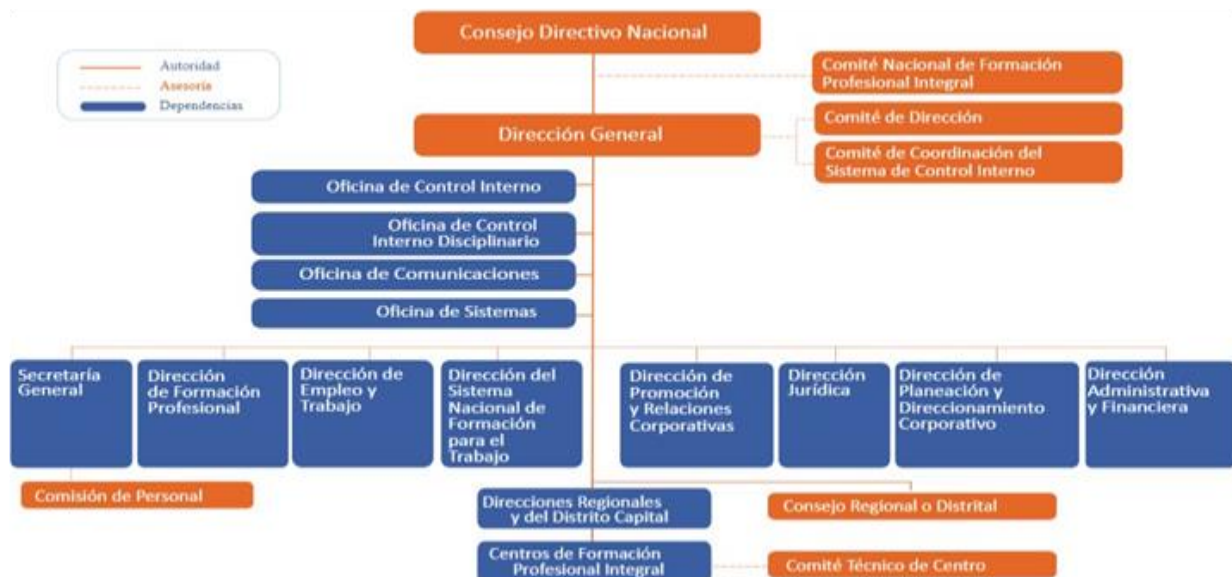 Consejo Directivo Nacional
Autoridad
Asesoría
Dependencias
Comité Nacional de Formación
Profesional Integral
Dirección General
Comité de Dirección
Comité de Coordinación del
Sistema de Control Interno
Oficina de Control Interno
Oficina de Control
Interno Disciplinario
Oficina de Comunicaciones
Oficina de Sistemas
Secretaría
General
Dirección
de Formación
Profesional
Dirección de
Empleo y
Trabajo
Dirección del
Sistema
Nacional de
Formación
para el
Trabajo
Dirección de
Promoción
y Relaciones
Corporativas
Dirección
Jurídica
Dirección de
Planeación y
Direccionamiento
Corporativo
Dirección
Administrativa
y Financiera
Comisión de Personal
Direcciones Regionales
y del Distrito Capital
Consejo Regional o Distrital
Centros de Formación
Profesional Integral
Comité Técnico de Centro